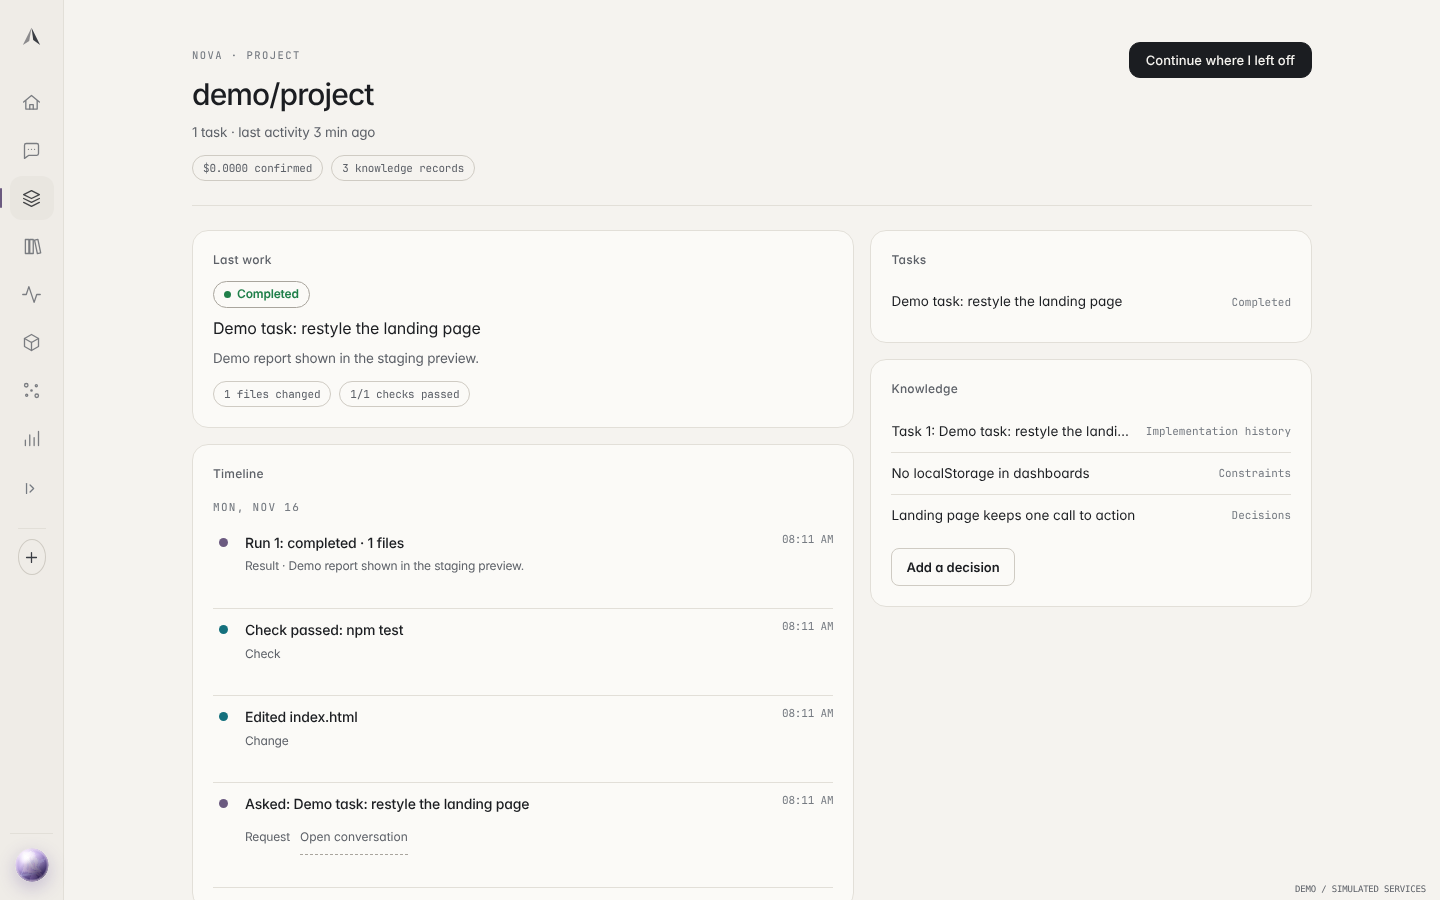 NOVA · PROJECT
Continue where I left off
demo/project
1 task · last activity 3 min ago
$0.0000 confirmed
3 knowledge records
Last work
Completed
Demo task: restyle the landing page
Demo report shown in the staging preview.
1 files changed
1/1 checks passed
Timeline
MON, NOV 16
Run 1: completed · 1 files
08:11 AM
Result · Demo report shown in the staging preview.
Check passed: npm test
08:11 AM
Check
Edited index.html
08:11 AM
Change
Asked: Demo task: restyle the landing page
08:11 AM
Request Open conversation
Tasks
Demo task: restyle the landing page
Completed
Knowledge
Task 1: Demo task: restyle the landi...
Implementation history
No localStorage in dashboards
Constraints
Landing page keeps one call to action
Decisions
Add a decision
DEMO / SIMULATED SERVICES